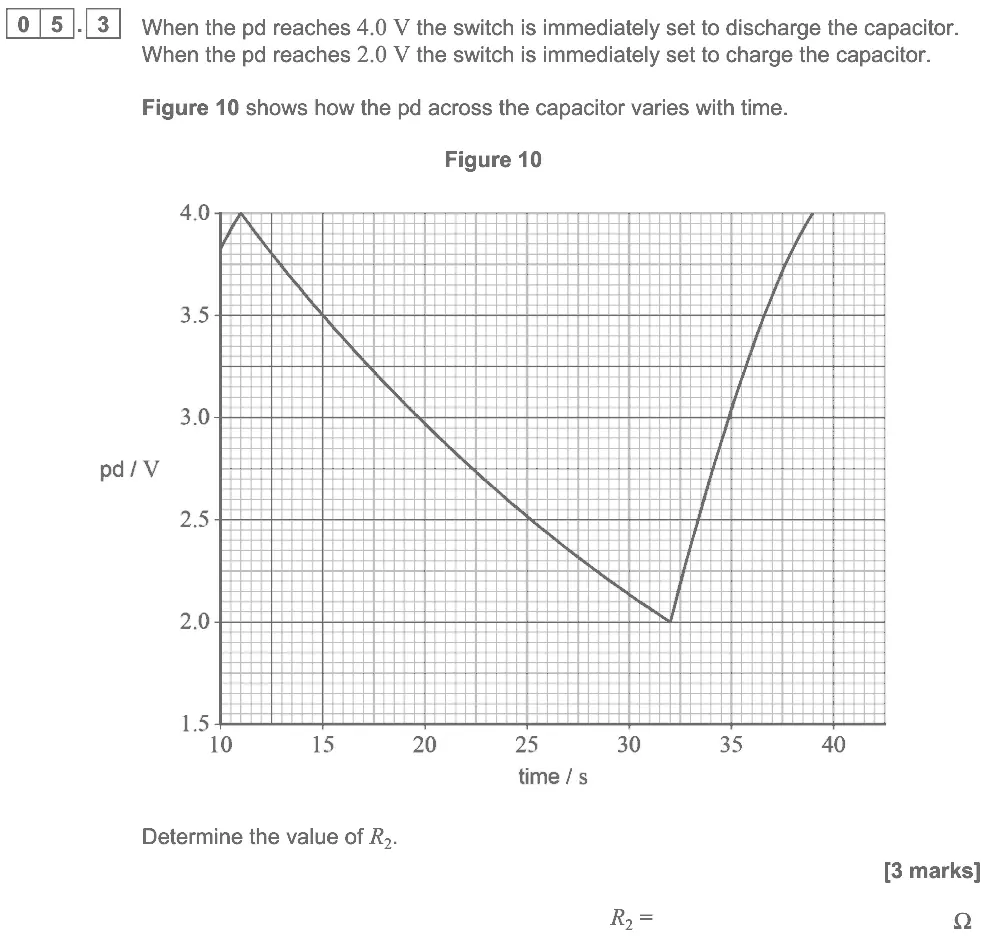 0 5 . 3 When the pd reaches 4.0 V the switch is immediately set to discharge the capacitor.
When the pd reaches 2.0 V the switch is immediately set to charge the capacitor.
Figure 10 shows how the pd across the capacitor varies with time.
Figure 10
4.0
3.5
3.0
pd / V
2.5
2.0
1.5
10 15 20 25 30 35 40
time / s
Determine the value of R₂.
[3 marks]
R₂ = Ω